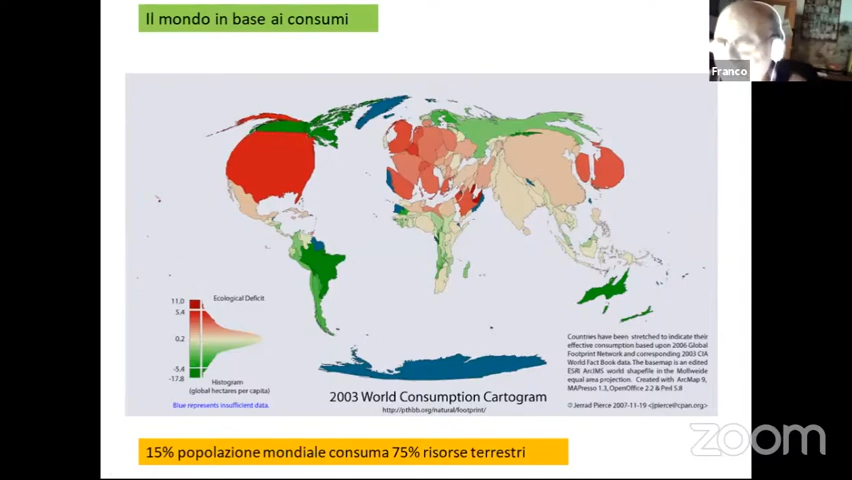 Il mondo in base ai consumi
Franco
Ecological Deficit
11.0
5.4
0.2
-5.4
-17.8
Histogram
(global hectares per capita)
Blue represents insufficient data.
Countries have been stretched to indicate their
effective consumption based upon 2006 Global
Footprint Network and corresponding 2003 CIA
World Fact Book data. The basemap is an edited
ESRI ArcIMS world shapefile in the Mollweide
equal area projection. Created with ArcMap 9,
MAPresso 1.3, OpenOffice 2.2 & Perl 5.8
2003 World Consumption Cartogram
http://pthbb.org/natural/footprint/
© Jerrad Pierce 2007-11-19 <jpierce@cpan.org>
zoom
15% popolazione mondiale consuma 75% risorse terrestri